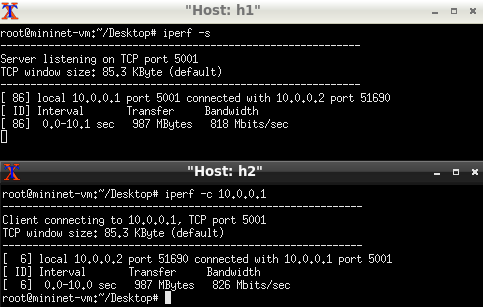 "Host: h1"
root@mininet-vm:~/Desktop# iperf -s
------------------------------------------------------------
Server listening on TCP port 5001
TCP window size: 85.3 KByte (default)
------------------------------------------------------------
[ 86] local 10.0.0.1 port 5001 connected with 10.0.0.2 port 51690
[ ID] Interval       Transfer     Bandwidth
[ 86]  0.0-10.1 sec   987 MBytes   818 Mbits/sec
"Host: h2"
root@mininet-vm:~/Desktop# iperf -c 10.0.0.1
------------------------------------------------------------
Client connecting to 10.0.0.1, TCP port 5001
TCP window size: 85.3 KByte (default)
------------------------------------------------------------
[  6] local 10.0.0.2 port 51690 connected with 10.0.0.1 port 5001
[ ID] Interval       Transfer     Bandwidth
[  6]  0.0-10.0 sec   987 MBytes   826 Mbits/sec
root@mininet-vm:~/Desktop#